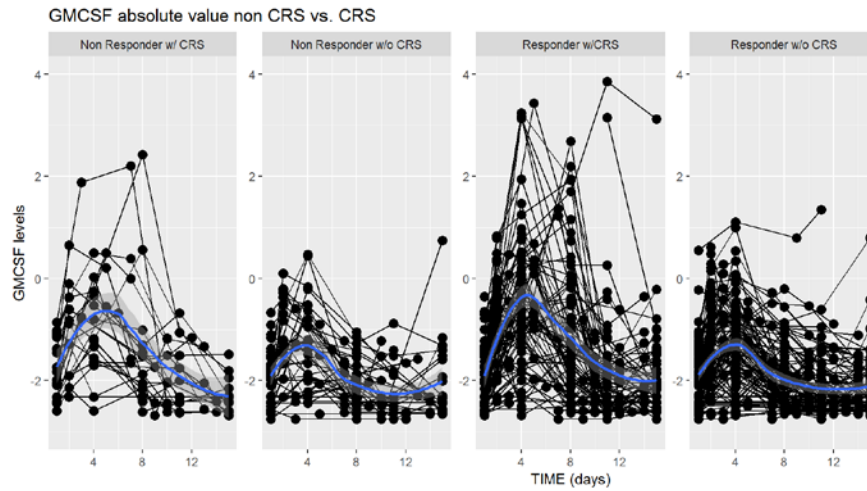 GMCSF absolute value non CRS vs. CRS
Non Responder w/ CRS
Non Responder w/o CRS
Responder w/CRS
Responder w/o CRS
4
2
0
-2
4
2
0
-2
4
2
0
-2
4
2
0
-2
GMCSF levels
4 8 12
4 8 12
4 8 12
4 8 12
TIME (days)